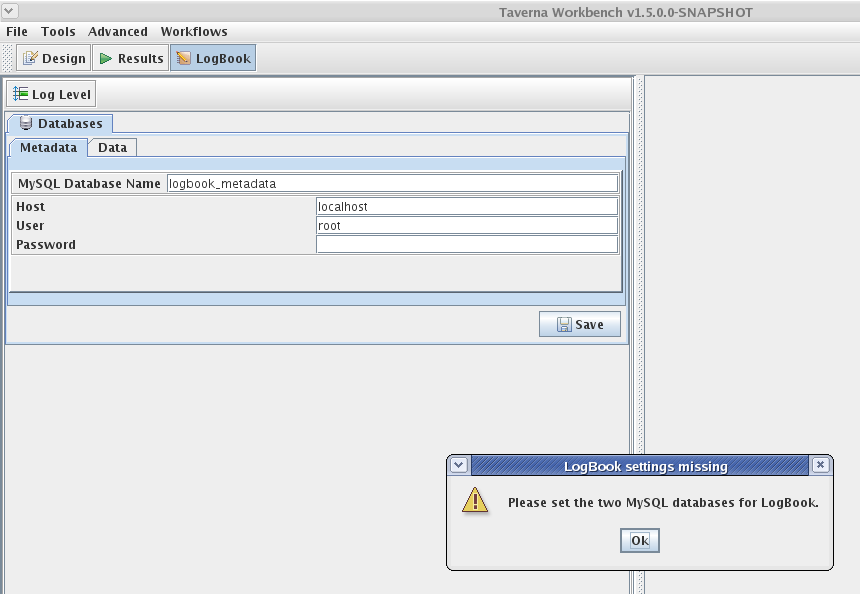 Taverna Workbench v1.5.0.0-SNAPSHOT
File Tools Advanced Workflows
Design Results LogBook
Log Level
Databases
Metadata Data
MySQL Database Name logbook_metadata
Host localhost
User root
Password
Save
LogBook settings missing
Please set the two MySQL databases for LogBook.
Ok